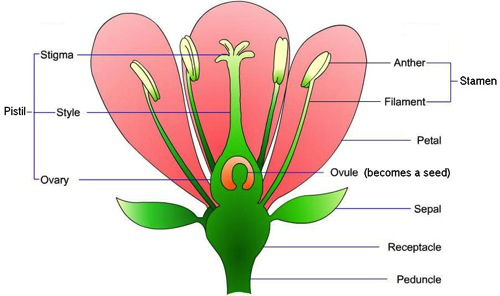 Stigma
Pistil
Style
Ovary
Anther
Stamen
Filament
Petal
Ovule (becomes a seed)
Sepal
Receptacle
Peduncle